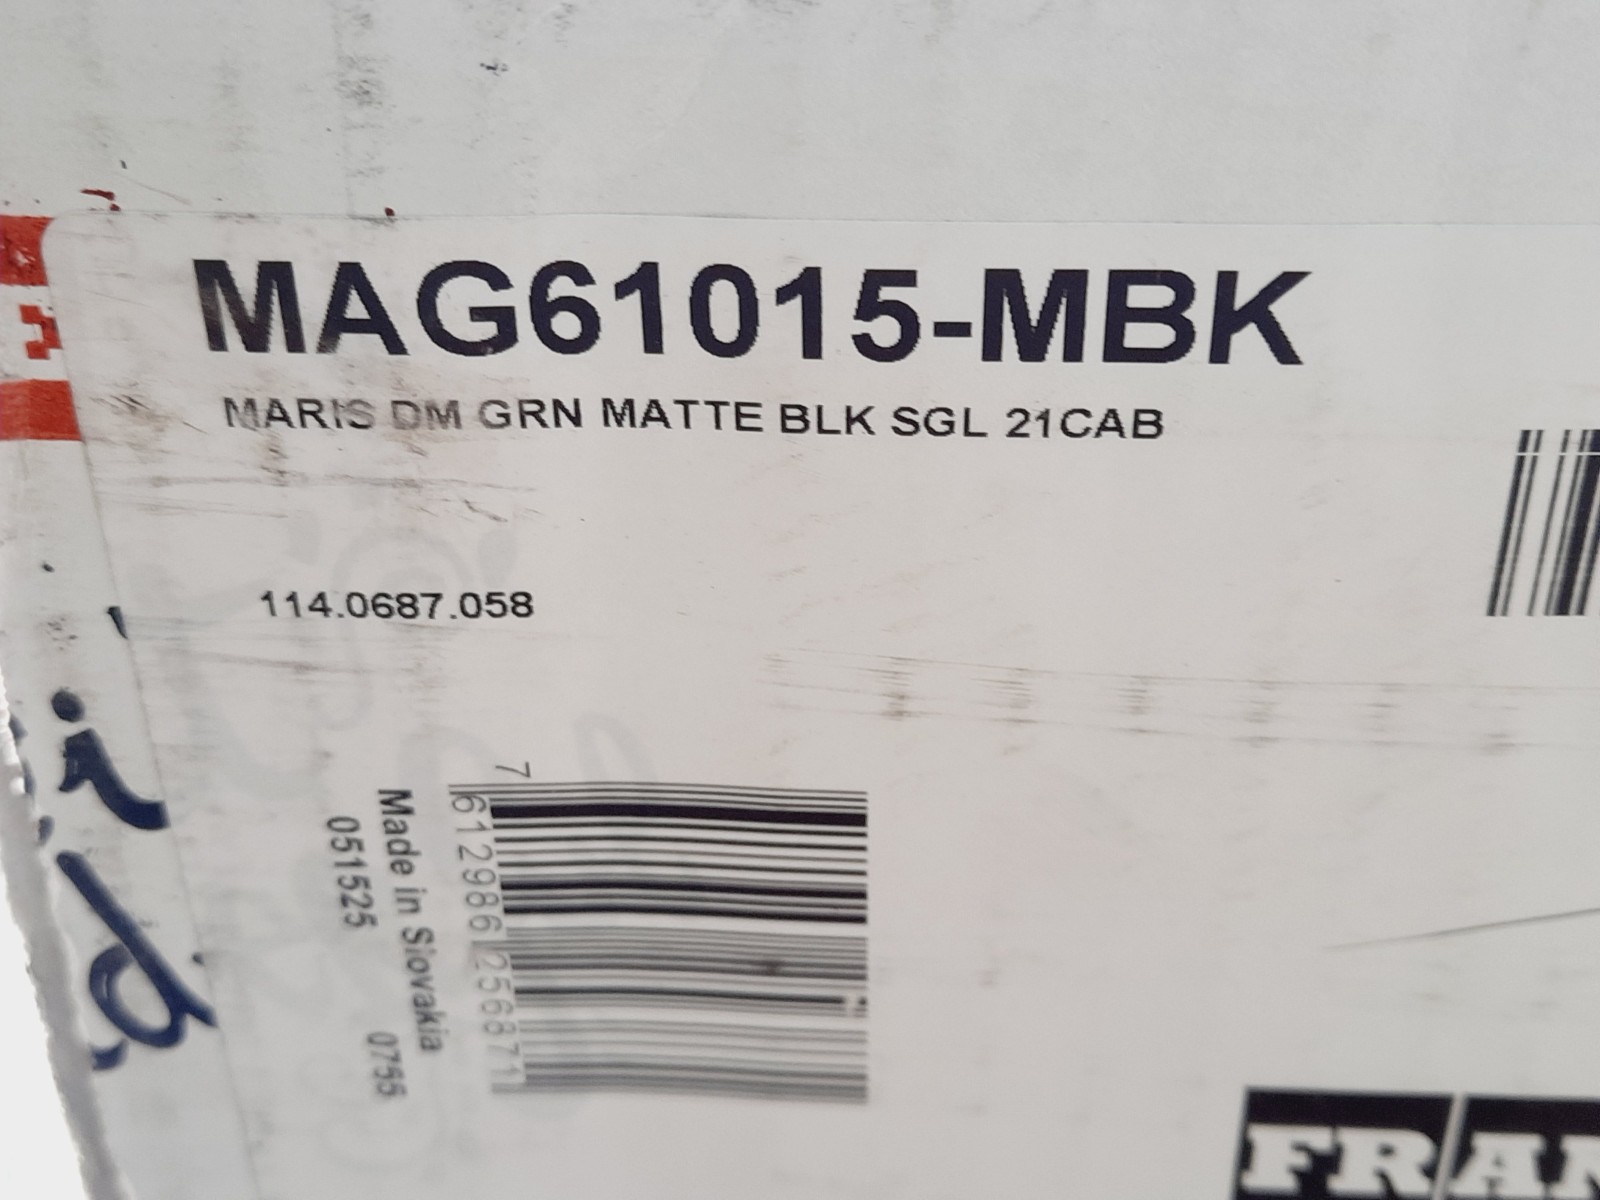 MAG61015-MBK
MARIS DM GRN MATTE BLK SGL 21CAB
114.0687.058
7 612986 256871
Made in Slovakia
051525 0755
FRAN